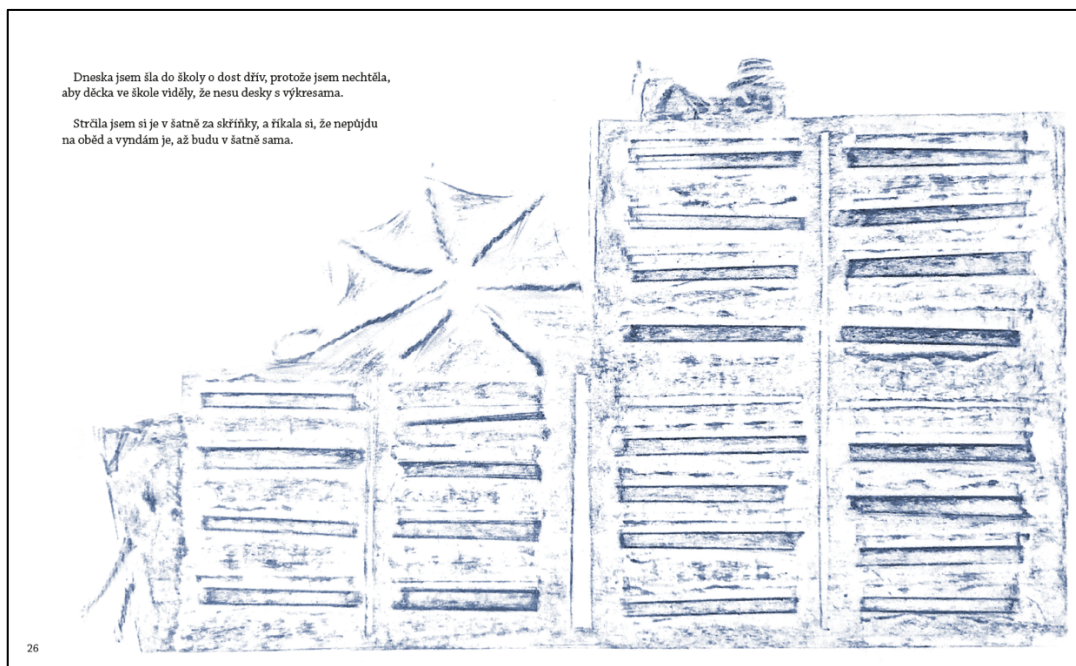 Dneska jsem šla do školy o dost dřív, protože jsem nechtěla,
aby děcka ve škole viděly, že nesu desky s výkresama.
Strčila jsem si je v šatně za skříňky, a říkala si, že nepůjdu
na oběd a vyndám je, až budu v šatně sama.
26